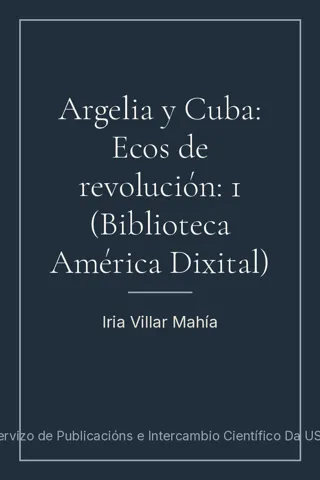 Argelia y Cuba:
Ecos de
revolución: 1
(Biblioteca
América Dixital)
Iria Villar Mahía
ervizo de Publicacións e Intercambio Científico Da US